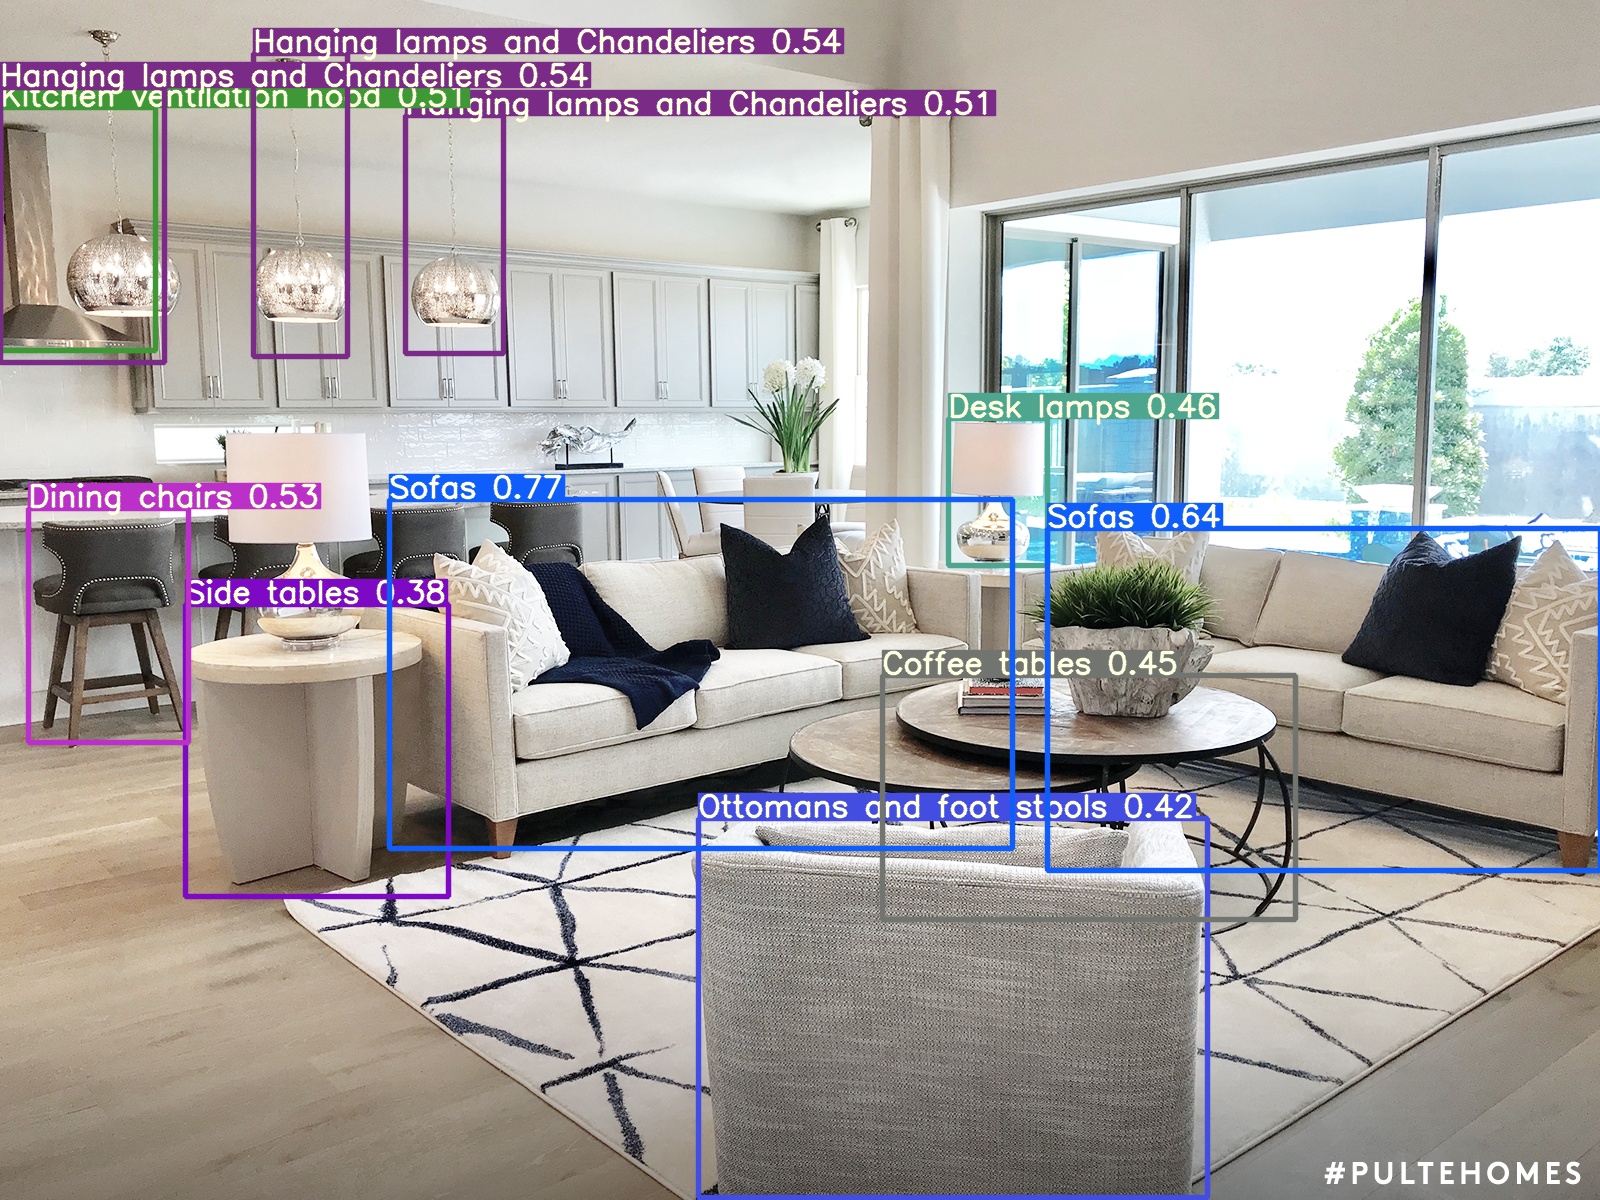 Hanging lamps and Chandeliers 0.54
Hanging lamps and Chandeliers 0.54
Kitchen ventilation hood 0.51
Hanging lamps and Chandeliers 0.51
Desk lamps 0.46
Sofas 0.77
Dining chairs 0.53
Sofas 0.64
Side tables 0.38
Coffee tables 0.45
Ottomans and foot stools 0.42
#PULTEHOMES